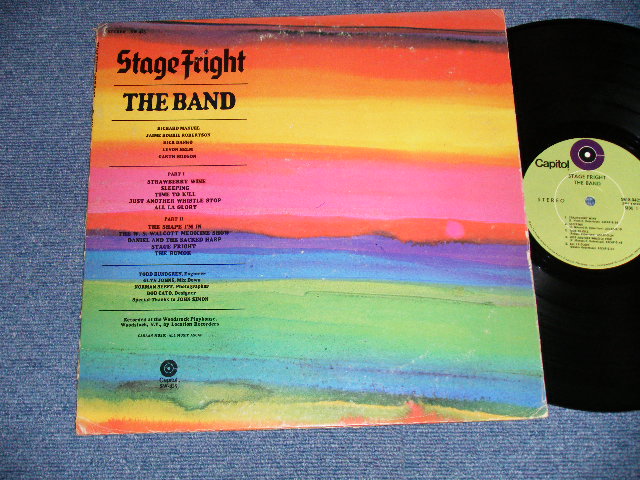 Stage Fright
THE BAND
RICHARD MANUEL
JAIME ROBBIE ROBERTSON
RICK DANKO
LEVON HELM
GARTH HUDSON
PART I
STRAWBERRY WINE
SLEEPING
TIME TO KILL
JUST ANOTHER WHISTLE STOP
ALL LA GLORY
PART II
THE SHAPE I'M IN
THE W. S. WALCOTT MEDICINE SHOW
DANIEL AND THE SACRED HARP
STAGE FRIGHT
THE RUMOR
TODD RUNDGREN, Engineer
GLYN JOHNS, Mix Down
NORMAN SEEFF, Photographer
BOB CATO, Designer
Special Thanks to JOHN SIMON
Recorded at the Woodstock Playhouse,
Woodstock, N.Y., by Location Recorders
Capitol
SW-425
Capitol
STAGE FRIGHT
THE BAND
STEREO